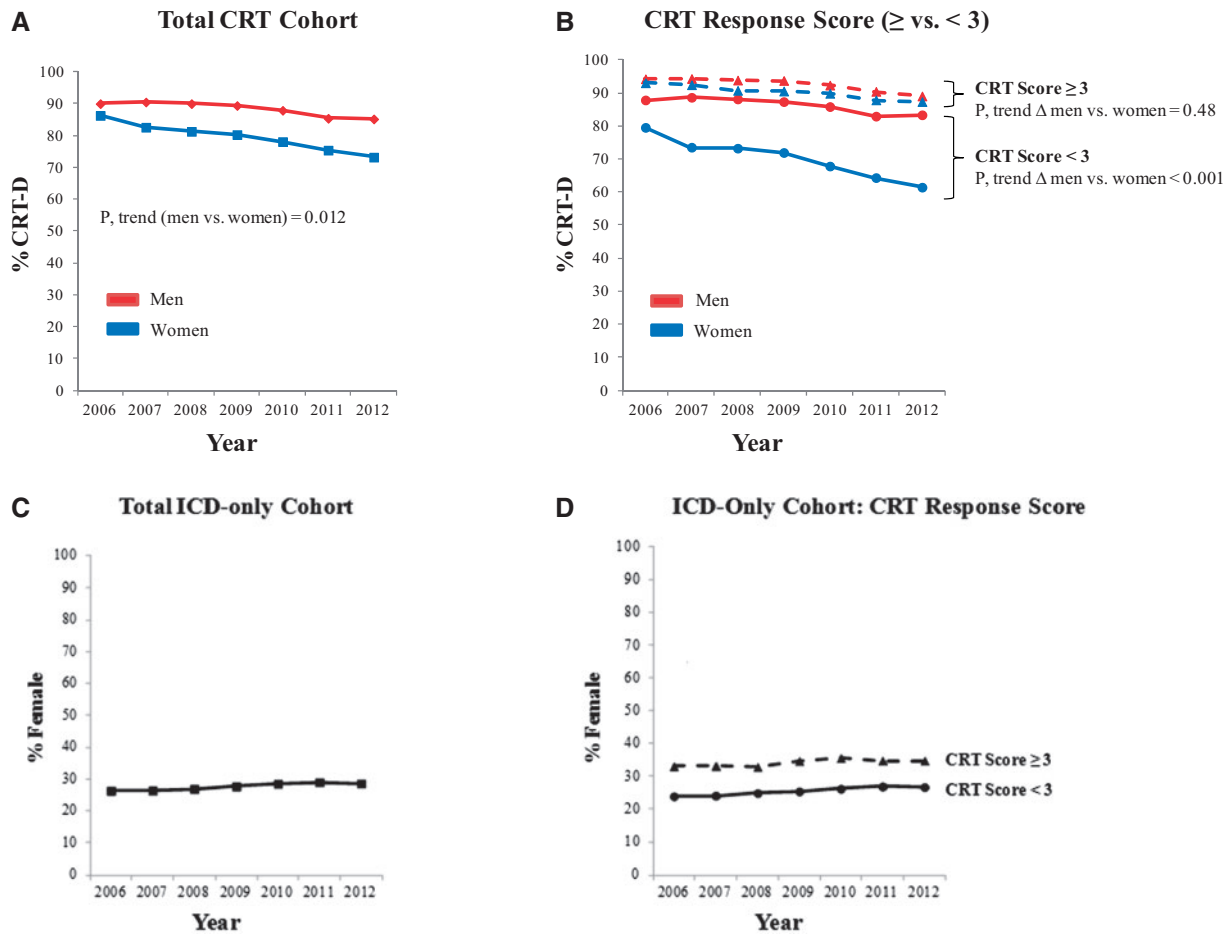 A
Total CRT Cohort
100
90
80
70
60
50
40
30
20
10
0
% CRT-D
P, trend (men vs. women) = 0.012
Men
Women
2006 2007 2008 2009 2010 2011 2012
Year
B
CRT Response Score (≥ vs. < 3)
100
90
80
70
60
50
40
30
20
10
0
% CRT-D
CRT Score ≥ 3
P, trend Δ men vs. women = 0.48
CRT Score < 3
P, trend Δ men vs. women < 0.001
Men
Women
2006 2007 2008 2009 2010 2011 2012
Year
C
Total ICD-only Cohort
100
90
80
70
60
50
40
30
20
10
0
% Female
2006 2007 2008 2009 2010 2011 2012
Year
D
ICD-Only Cohort: CRT Response Score
100
90
80
70
60
50
40
30
20
10
0
% Female
CRT Score ≥ 3
CRT Score < 3
2006 2007 2008 2009 2010 2011 2012
Year